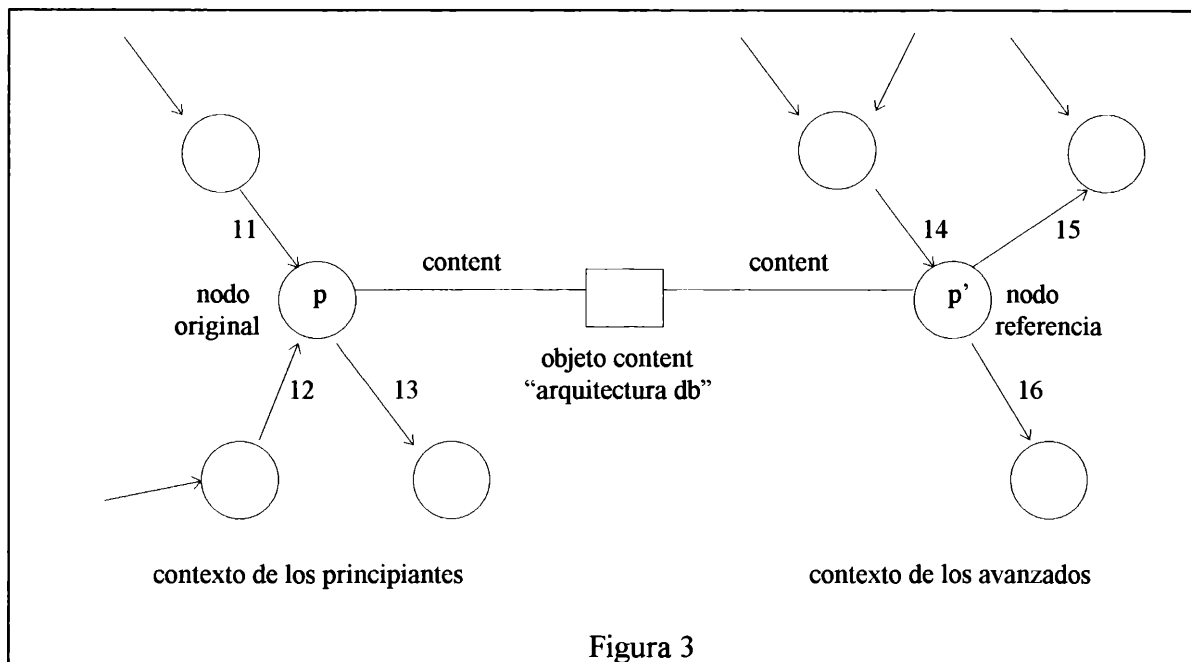 11
14
15
content
content
nodo
original
p
p’
nodo
referencia
objeto content
“arquitectura db”
12
13
16
contexto de los principiantes
contexto de los avanzados
Figura 3